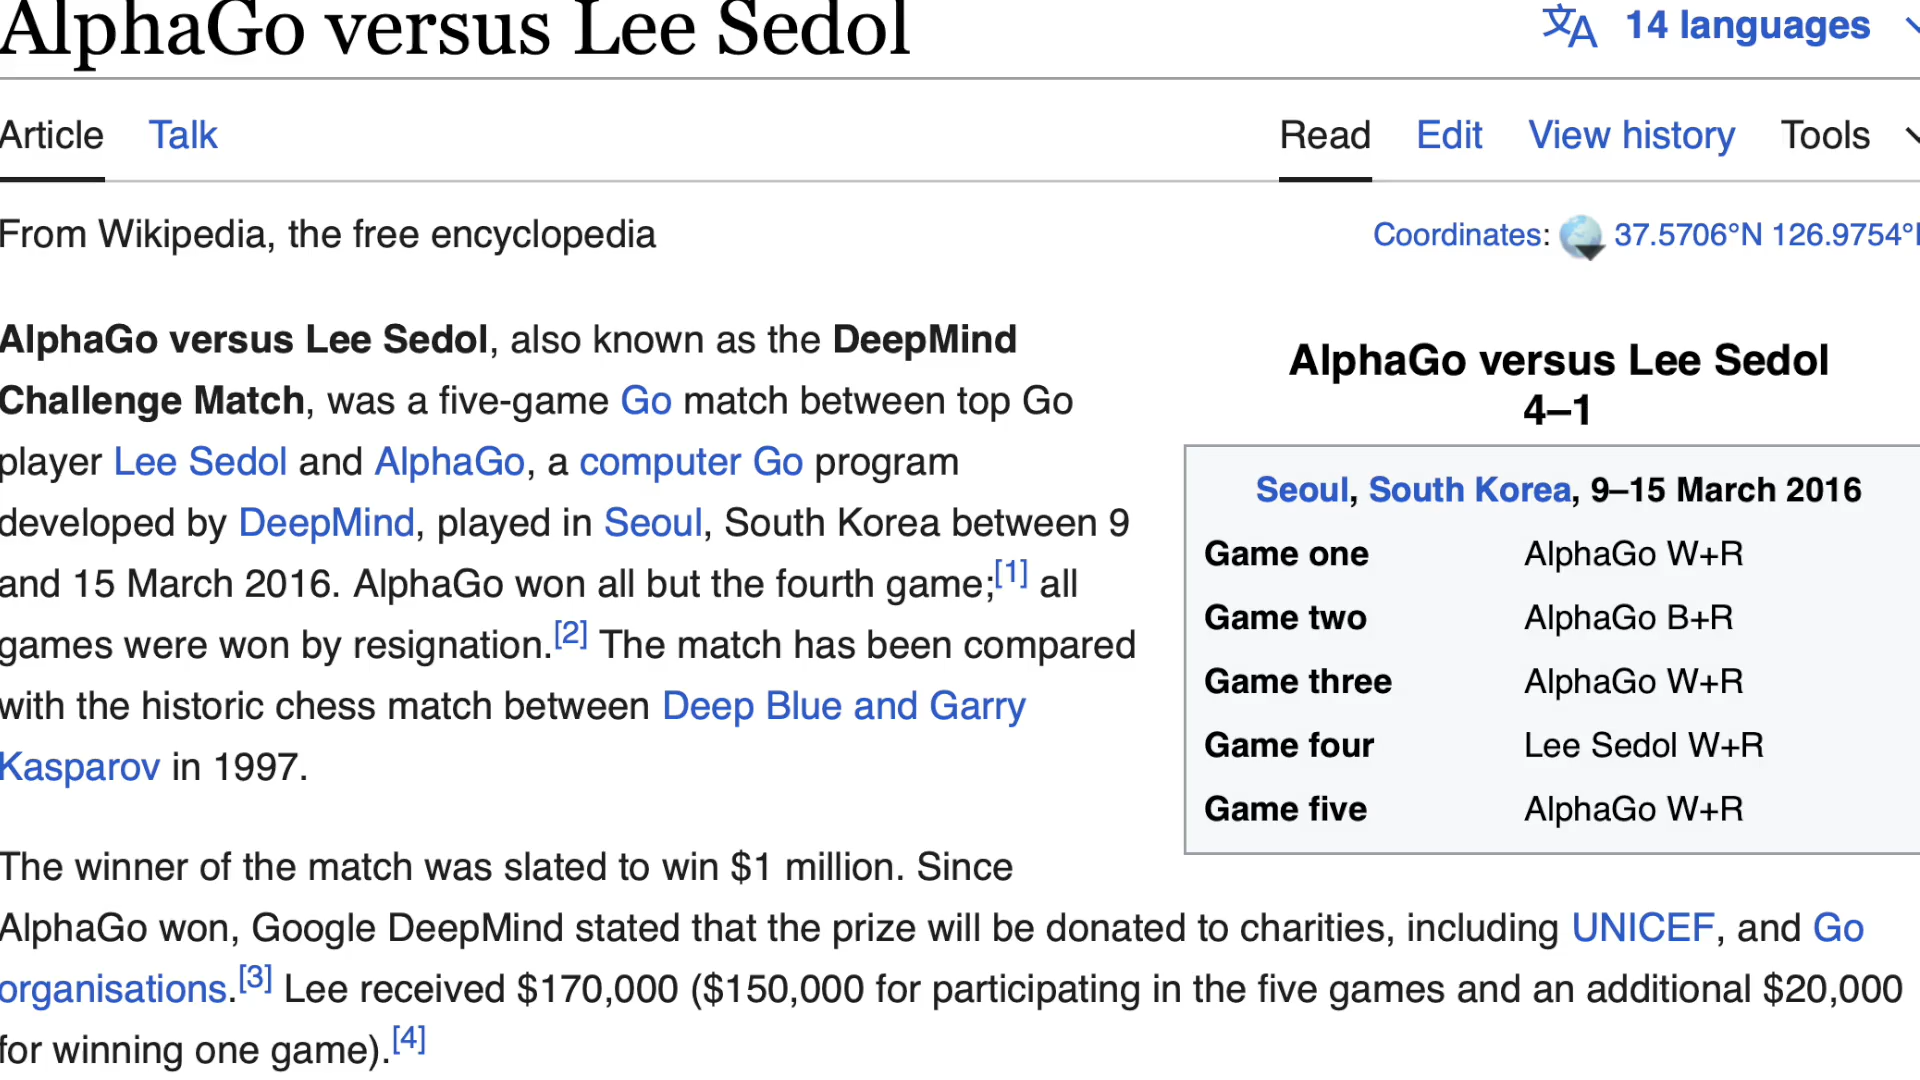 AlphaGo versus Lee Sedol
14 languages
Article Talk
Read Edit View history Tools
From Wikipedia, the free encyclopedia
Coordinates: 37.5706°N 126.9754°
AlphaGo versus Lee Sedol, also known as the DeepMind
Challenge Match, was a five-game Go match between top Go
player Lee Sedol and AlphaGo, a computer Go program
developed by DeepMind, played in Seoul, South Korea between 9
and 15 March 2016. AlphaGo won all but the fourth game;[1] all
games were won by resignation.[2] The match has been compared
with the historic chess match between Deep Blue and Garry
Kasparov in 1997.
AlphaGo versus Lee Sedol
4–1
Seoul, South Korea, 9–15 March 2016
Game one AlphaGo W+R
Game two AlphaGo B+R
Game three AlphaGo W+R
Game four Lee Sedol W+R
Game five AlphaGo W+R
The winner of the match was slated to win $1 million. Since
AlphaGo won, Google DeepMind stated that the prize will be donated to charities, including UNICEF, and Go
organisations.[3] Lee received $170,000 ($150,000 for participating in the five games and an additional $20,000
for winning one game).[4]